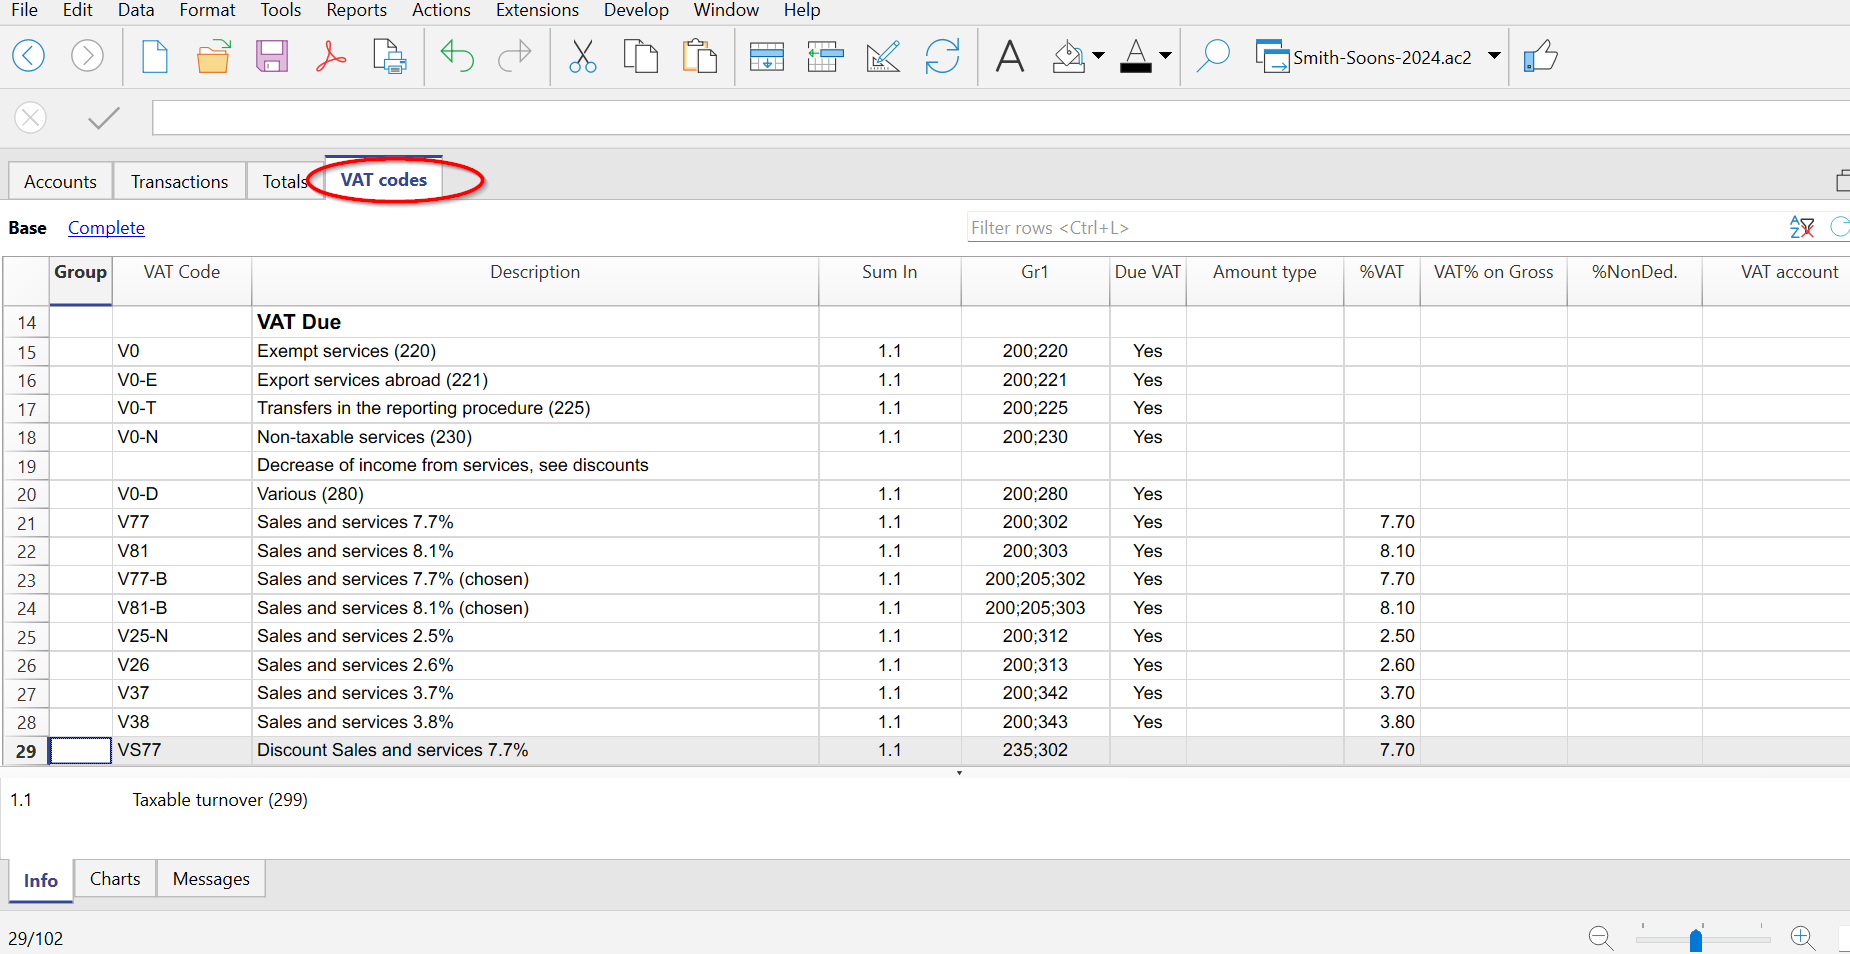 File Edit Data Format Tools Reports Actions Extensions Develop Window Help
Smith-Soons-2024.ac2
Accounts Transactions Totals VAT codes
Base Complete Filter rows <Ctrl+L>
Group VAT Code Description Sum In Gr1 Due VAT Amount type %VAT VAT% on Gross %NonDed. VAT account
14 VAT Due
15 V0 Exempt services (220) 1.1 200;220 Yes
16 V0-E Export services abroad (221) 1.1 200;221 Yes
17 V0-T Transfers in the reporting procedure (225) 1.1 200;225 Yes
18 V0-N Non-taxable services (230) 1.1 200;230 Yes
19 Decrease of income from services, see discounts
20 V0-D Various (280) 1.1 200;280 Yes
21 V77 Sales and services 7.7% 1.1 200;302 Yes 7.70
22 V81 Sales and services 8.1% 1.1 200;303 Yes 8.10
23 V77-B Sales and services 7.7% (chosen) 1.1 200;205;302 Yes 7.70
24 V81-B Sales and services 8.1% (chosen) 1.1 200;205;303 Yes 8.10
25 V25-N Sales and services 2.5% 1.1 200;312 Yes 2.50
26 V26 Sales and services 2.6% 1.1 200;313 Yes 2.60
27 V37 Sales and services 3.7% 1.1 200;342 Yes 3.70
28 V38 Sales and services 3.8% 1.1 200;343 Yes 3.80
29 VS77 Discount Sales and services 7.7% 1.1 235;302 7.70
1.1 Taxable turnover (299)
Info Charts Messages
29/102